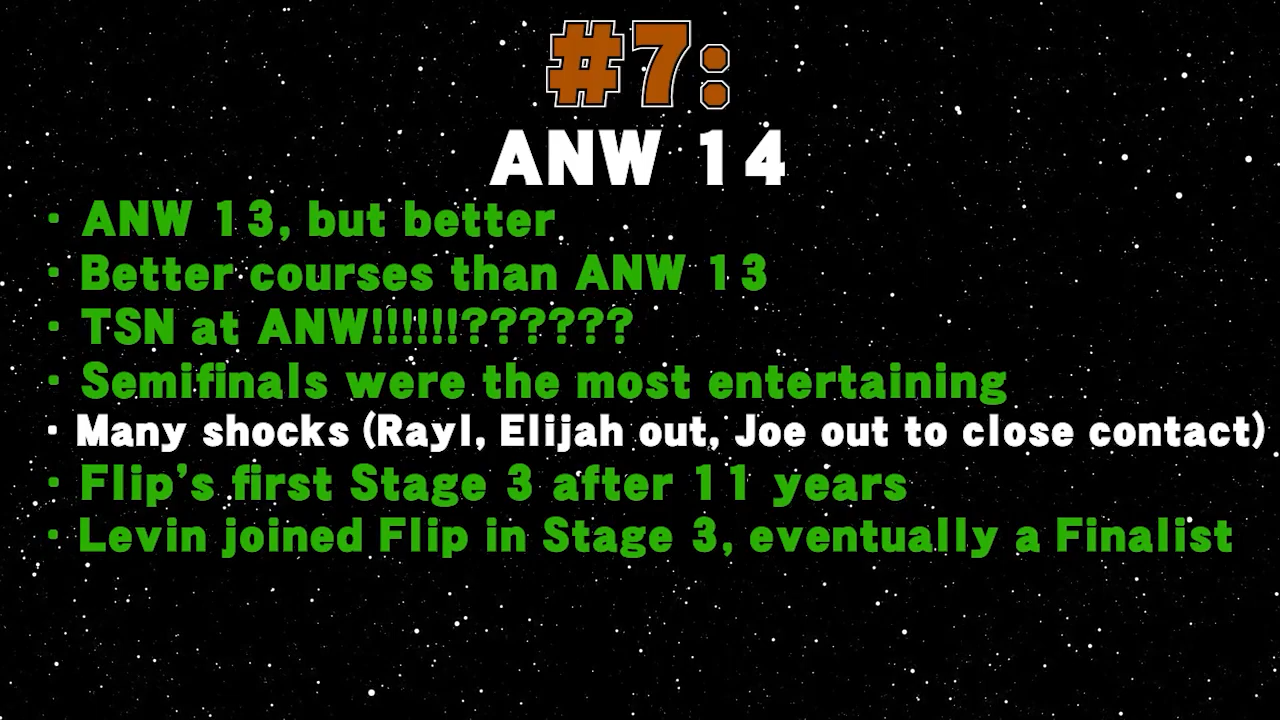 #7:
ANW 14
· ANW 13, but better
· Better courses than ANW 13
· TSN at ANW!!!!!!??????
· Semifinals were the most entertaining
· Many shocks (Rayl, Elijah out, Joe out to close contact)
· Flip's first Stage 3 after 11 years
· Levin joined Flip in Stage 3, eventually a Finalist